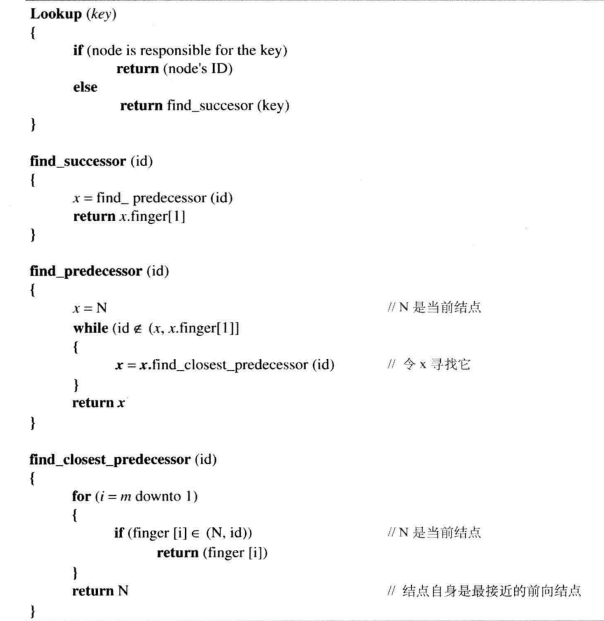 Lookup (key)
{
if (node is responsible for the key)
return (node's ID)
else
return find_succesor (key)
}
find_successor (id)
{
x = find_ predecessor (id)
return x.finger[1]
}
find_predecessor (id)
{
x = N // N 是当前结点
while (id ∉ (x, x.finger[1]]
{
x = x.find_closest_predecessor (id) // 令 x 寻找它
}
return x
}
find_closest_predecessor (id)
{
for (i = m downto 1)
{
if (finger [i] ∈ (N, id)) // N 是当前结点
return (finger [i])
}
return N // 结点自身是最接近的前向结点
}